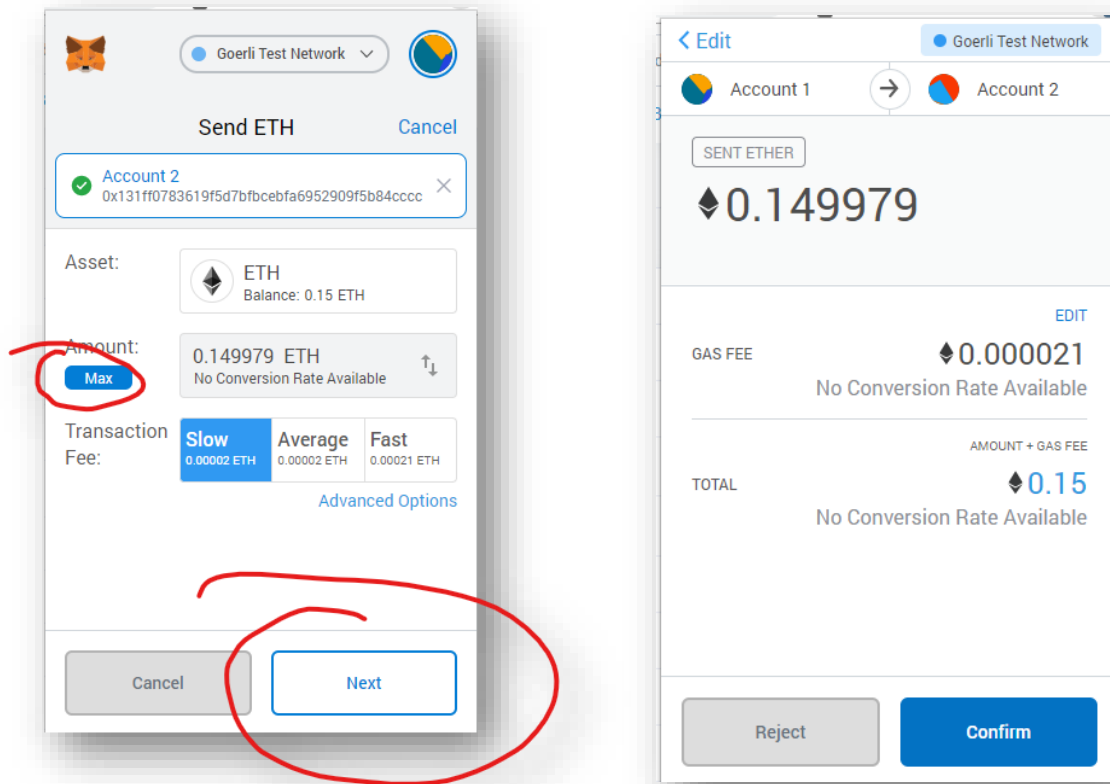 Goerli Test Network
Send ETH
Cancel
Account 2
0x131ff0783619f5d7bfbcebfa6952909f5b84cccc
Asset:
ETH
Balance: 0.15 ETH
Amount:
Max
0.149979 ETH
No Conversion Rate Available
Transaction
Fee:
Slow
0.00002 ETH
Average
0.00002 ETH
Fast
0.00021 ETH
Advanced Options
Cancel
Next
< Edit
Goerli Test Network
Account 1
Account 2
SENT ETHER
0.149979
EDIT
GAS FEE
0.000021
No Conversion Rate Available
AMOUNT + GAS FEE
TOTAL
0.15
No Conversion Rate Available
Reject
Confirm